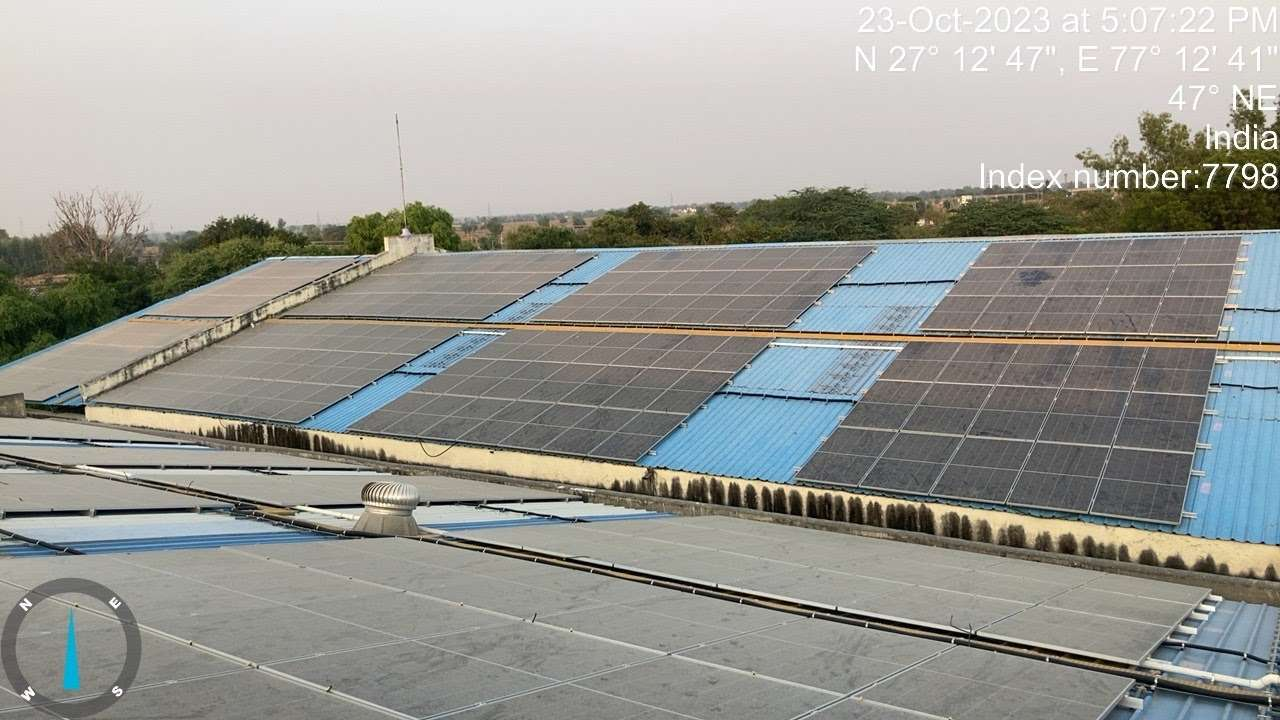 23-Oct-2023 at 5:07:22 PM
N 27° 12' 47", E 77° 12' 41"
47° NE
India
Index number:7798
N
E
W
S